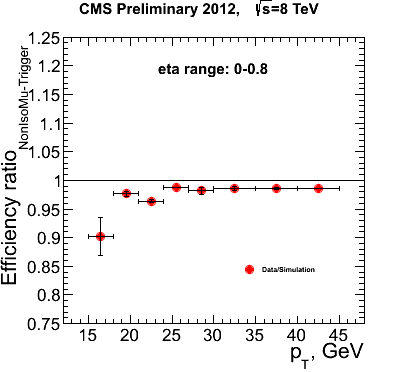 CMS Preliminary 2012, √s=8 TeV
eta range: 0-0.8
Efficiency ratio NonIsoMu-Trigger
1.25
1.2
1.15
1.1
1.05
1
0.95
0.9
0.85
0.8
0.75
Data/Simulation
15 20 25 30 35 40 45
p_T, GeV